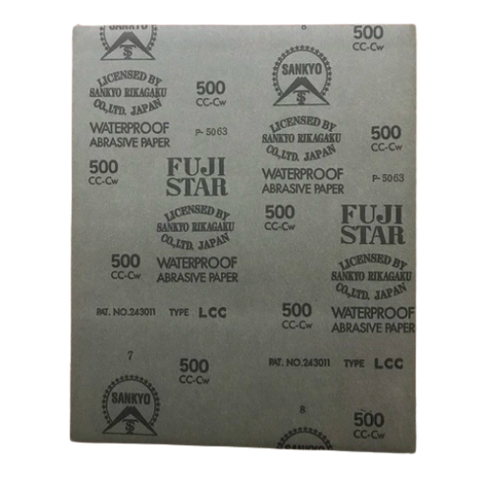 SANKYO
LICENSED BY
SANKYO RIKAGAKU
CO., LTD. JAPAN
500
CC-Cw
WATERPROOF
ABRASIVE PAPER
P-5063
500
CC-Cw
FUJI
STAR
LICENSED BY
SANKYO RIKAGAKU
CO., LTD. JAPAN
500
CC-Cw
WATERPROOF
ABRASIVE PAPER
PAT. NO.243011 TYPE LCC
7
500
CC-Cw
SANKYO
500
CC-Cw
SANKYO
LICENSED BY
SANKYO RIKAGAKU
CO., LTD. JAPAN
500
CC-Cw
WATERPROOF
ABRASIVE PAPER
P-5063
500
CC-Cw
FUJI
STAR
LICENSED BY
SANKYO RIKAGAKU
CO., LTD. JAPAN
500
CC-Cw
WATERPROOF
ABRASIVE PAPER
PAT. NO.243011 TYPE LCC
8
500
CC-Cw